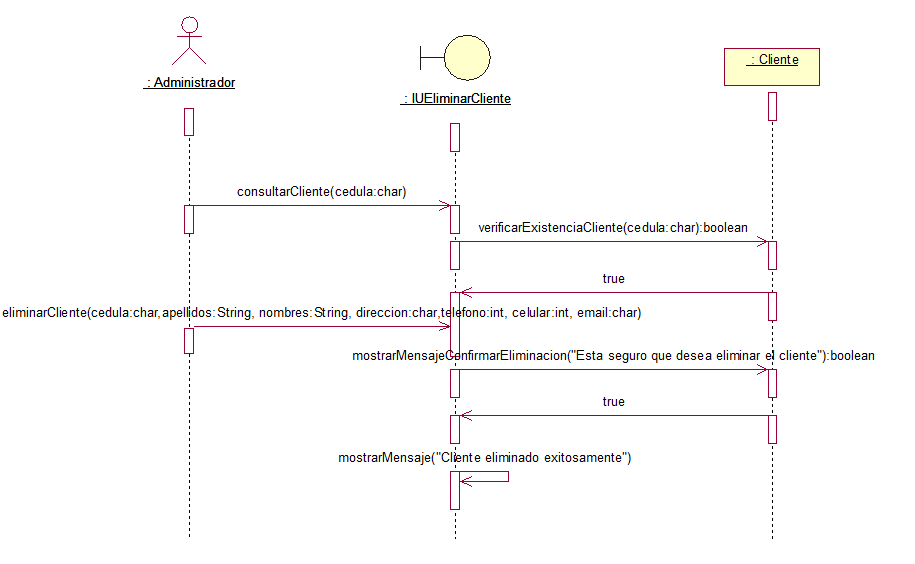 : Administrador
: IUEliminarCliente
: Cliente
consultarCliente(cedula:char)
verificarExistenciaCliente(cedula:char):boolean
true
eliminarCliente(cedula:char,apellidos:String, nombres:String, direccion:char,telefono:int, celular:int, email:char)
mostrarMensajeConfirmarEliminacion("Esta seguro que desea eliminar el cliente"):boolean
true
mostrarMensaje("Cliente eliminado exitosamente")